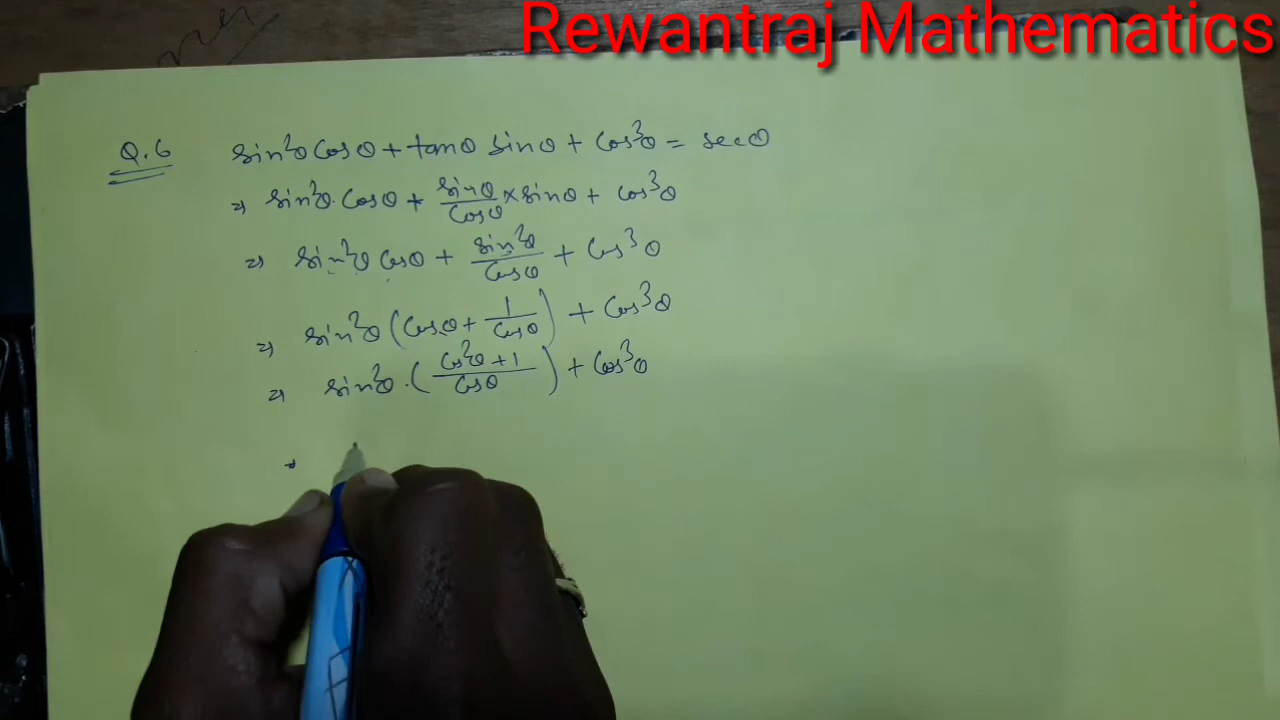 Rewantraj Mathematics
Q.6 sin²θ cosθ + tanθ sinθ + cos³θ = secθ
⇒ sin²θ · cosθ + sinθ/cosθ × sinθ + cos³θ
⇒ sin²θ cosθ + sin²θ/cosθ + cos³θ
⇒ sin²θ (cosθ + 1/cosθ) + cos³θ
⇒ sin²θ · (cos²θ + 1/cosθ) + cos³θ